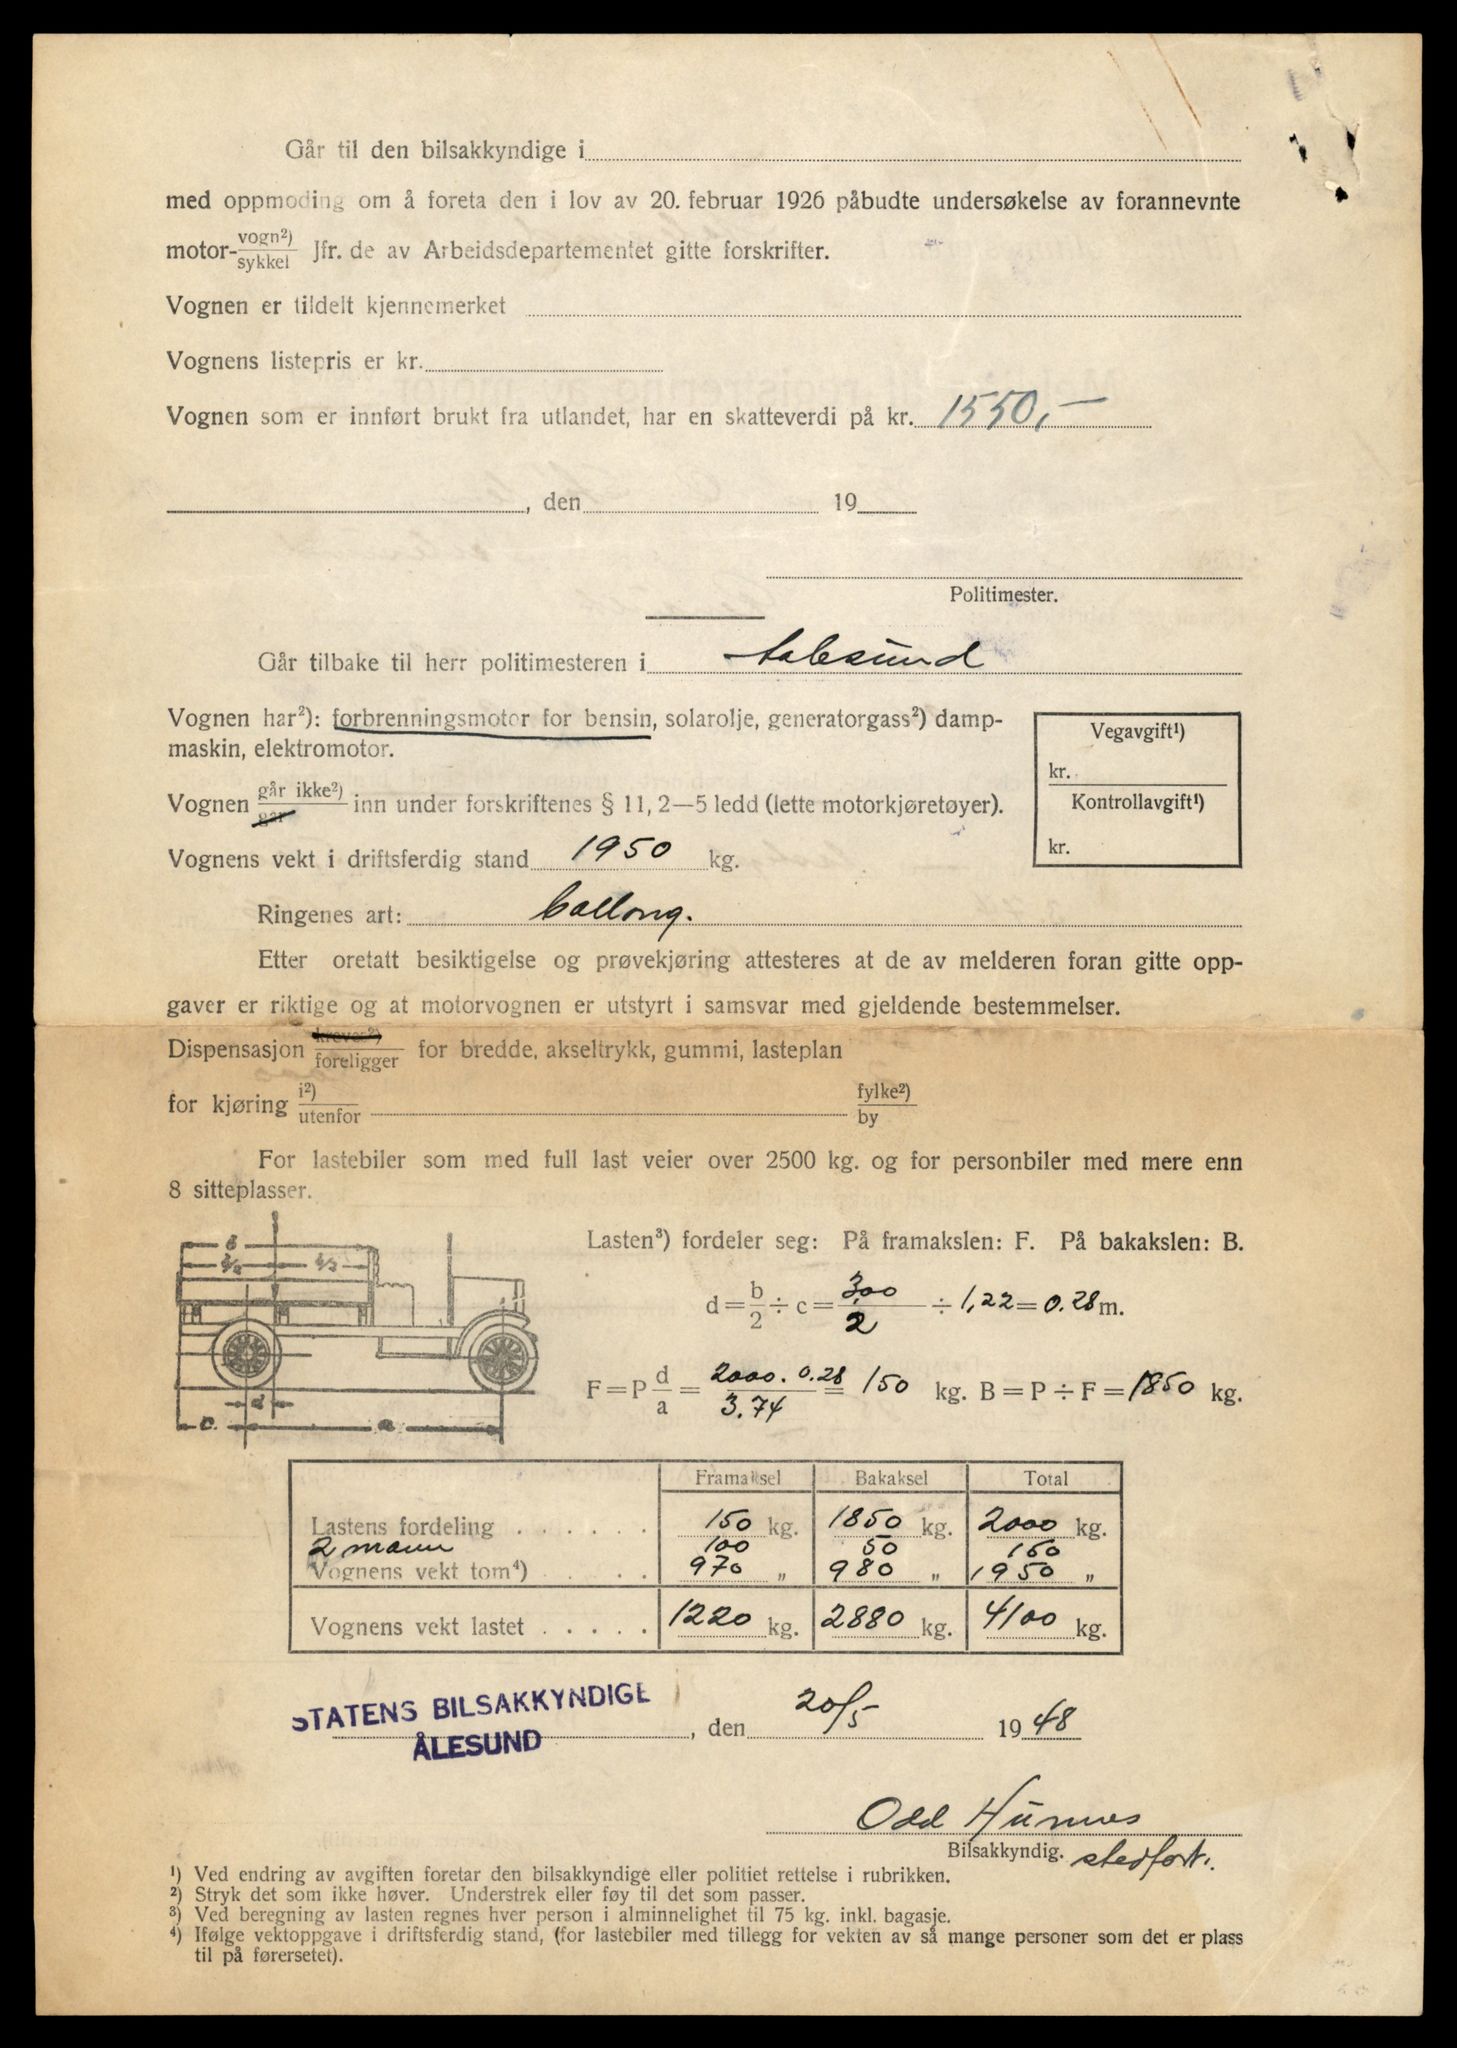 Går til den bilsakkyndige i
med oppmoding om å foreta den i lov av 20. februar 1926 påbudte undersøkelse av forannevnte
motor-vogn²)/sykkel Jfr. de av Arbeidsdepartementet gitte forskrifter.
Vognen er tildelt kjennemerket
Vognens listepris er kr.
Vognen som er innført brukt fra utlandet, har en skatteverdi på kr. 1550,-
, den 19
Politimester.
Går tilbake til herr politimesteren i Aalesund
Vognen har²): forbrenningsmotor for bensin, solarolje, generatorgass²) damp-
maskin, elektromotor.
Vegavgift¹)
kr.
Kontrollavgift¹)
kr.
Vognen går ikke²)/går inn under forskriftenes § 11, 2—5 ledd (lette motorkjøretøyer).
Vognens vekt i driftsferdig stand 1950 kg.
Ringenes art: Ballong.
Etter oretatt besiktigelse og prøvekjøring attesteres at de av melderen foran gitte opp-
gaver er riktige og at motorvognen er utstyrt i samsvar med gjeldende bestemmelser.
Dispensasjon kreves²)/foreligger for bredde, akseltrykk, gummi, lasteplan
for kjøring i²)/utenfor fylke²)/by
For lastebiler som med full last veier over 2500 kg. og for personbiler med mere enn
8 sitteplasser.
Lasten³) fordeler seg: På framakslen: F. På bakakslen: B.
d = b/2 ÷ c = 3,00/2 ÷ 1,22 = 0.28 m.
F = P d/a = 2000. 0.28/3.74 = 150 kg. B = P ÷ F = 1850 kg.
b
b/2 b/2
d
c. a
Framaksel Bakaksel Total
Lastens fordeling . . . . . . 150 kg. 1850 kg. 2000 kg.
2 mann 100 50 150
Vognens vekt tom⁴) . . . . . 970 „ 980 „ 1950 „
Vognens vekt lastet . . . . . 1220 kg. 2880 kg. 4100 kg.
STATENS BILSAKKYNDIGE
ÅLESUND
, den 20/5 1948
Odd Hunnes
Bilsakkyndig. stedfort.
¹) Ved endring av avgiften foretar den bilsakkyndige eller politiet rettelse i rubrikken.
²) Stryk det som ikke høver. Understrek eller føy til det som passer.
³) Ved beregning av lasten regnes hver person i alminnelighet til 75 kg. inkl. bagasje.
⁴) Ifølge vektoppgave i driftsferdig stand, (for lastebiler med tillegg for vekten av så mange personer som det er plass
til på førersetet).